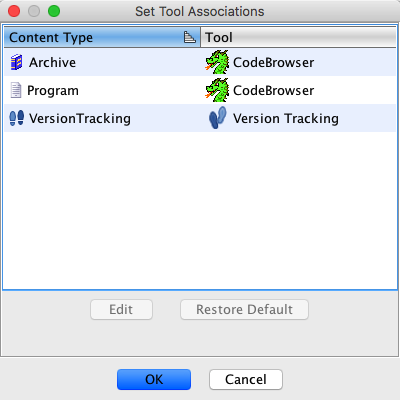 Set Tool Associations
Content Type Tool
Archive CodeBrowser
Program CodeBrowser
VersionTracking Version Tracking
Edit Restore Default
OK Cancel